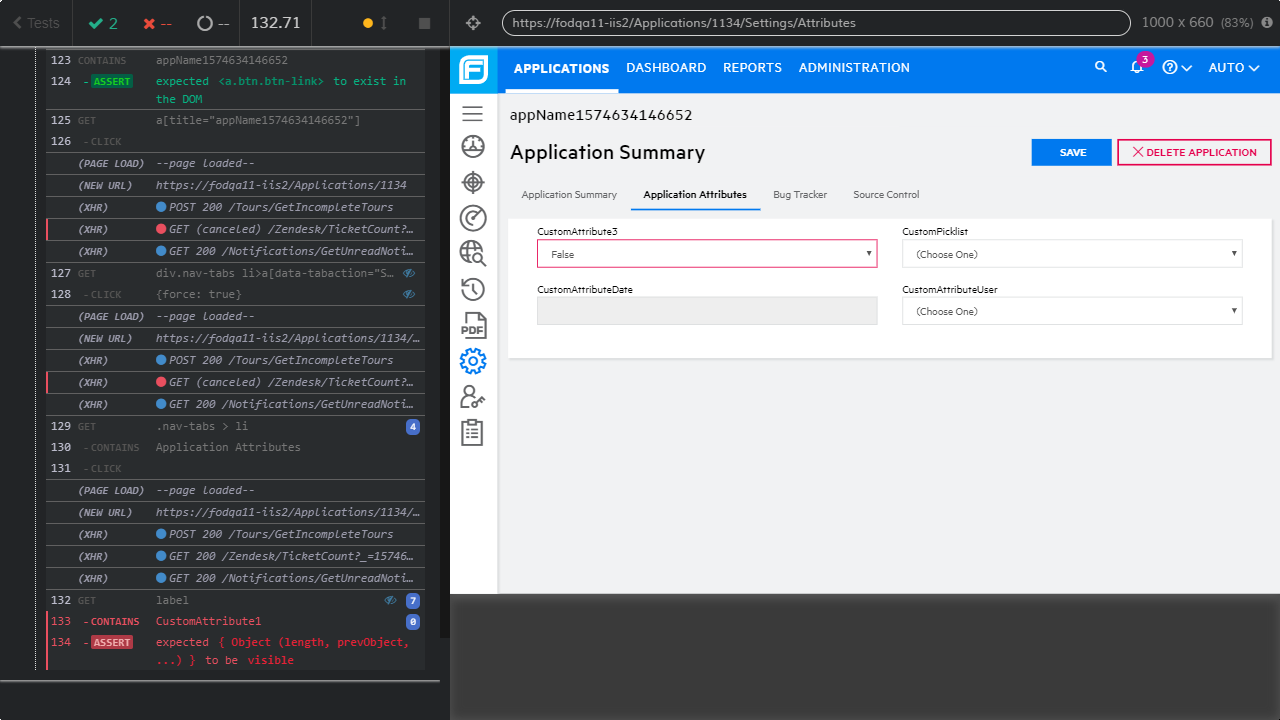 Tests
2
--
--
132.71
https://fodqa11-iis2/Applications/1134/Settings/Attributes
1000 x 660 (83%)
123 CONTAINS appName1574634146652
124 - ASSERT expected <a.btn.btn-link> to exist in
the DOM
125 GET a[title="appName1574634146652"]
126 - CLICK
(PAGE LOAD) --page loaded--
(NEW URL) https://fodqa11-iis2/Applications/1134
(XHR) POST 200 /Tours/GetIncompleteTours
(XHR) GET (canceled) /Zendesk/TicketCount?…
(XHR) GET 200 /Notifications/GetUnreadNoti…
127 GET div.nav-tabs li>a[data-tabaction="S…
128 - CLICK {force: true}
(PAGE LOAD) --page loaded--
(NEW URL) https://fodqa11-iis2/Applications/1134/…
(XHR) POST 200 /Tours/GetIncompleteTours
(XHR) GET (canceled) /Zendesk/TicketCount?…
(XHR) GET 200 /Notifications/GetUnreadNoti…
129 GET .nav-tabs > li 4
130 - CONTAINS Application Attributes
131 - CLICK
(PAGE LOAD) --page loaded--
(NEW URL) https://fodqa11-iis2/Applications/1134/…
(XHR) POST 200 /Tours/GetIncompleteTours
(XHR) GET 200 /Zendesk/TicketCount?_=15746…
(XHR) GET 200 /Notifications/GetUnreadNoti…
132 GET label 7
133 - CONTAINS CustomAttribute1 0
134 - ASSERT expected { Object (length, prevObject,
...) } to be visible
APPLICATIONS
DASHBOARD
REPORTS
ADMINISTRATION
3
AUTO
PDF
appName1574634146652
Application Summary
SAVE
DELETE APPLICATION
Application Summary
Application Attributes
Bug Tracker
Source Control
CustomAttribute3
False
CustomPicklist
(Choose One)
CustomAttributeDate
CustomAttributeUser
(Choose One)